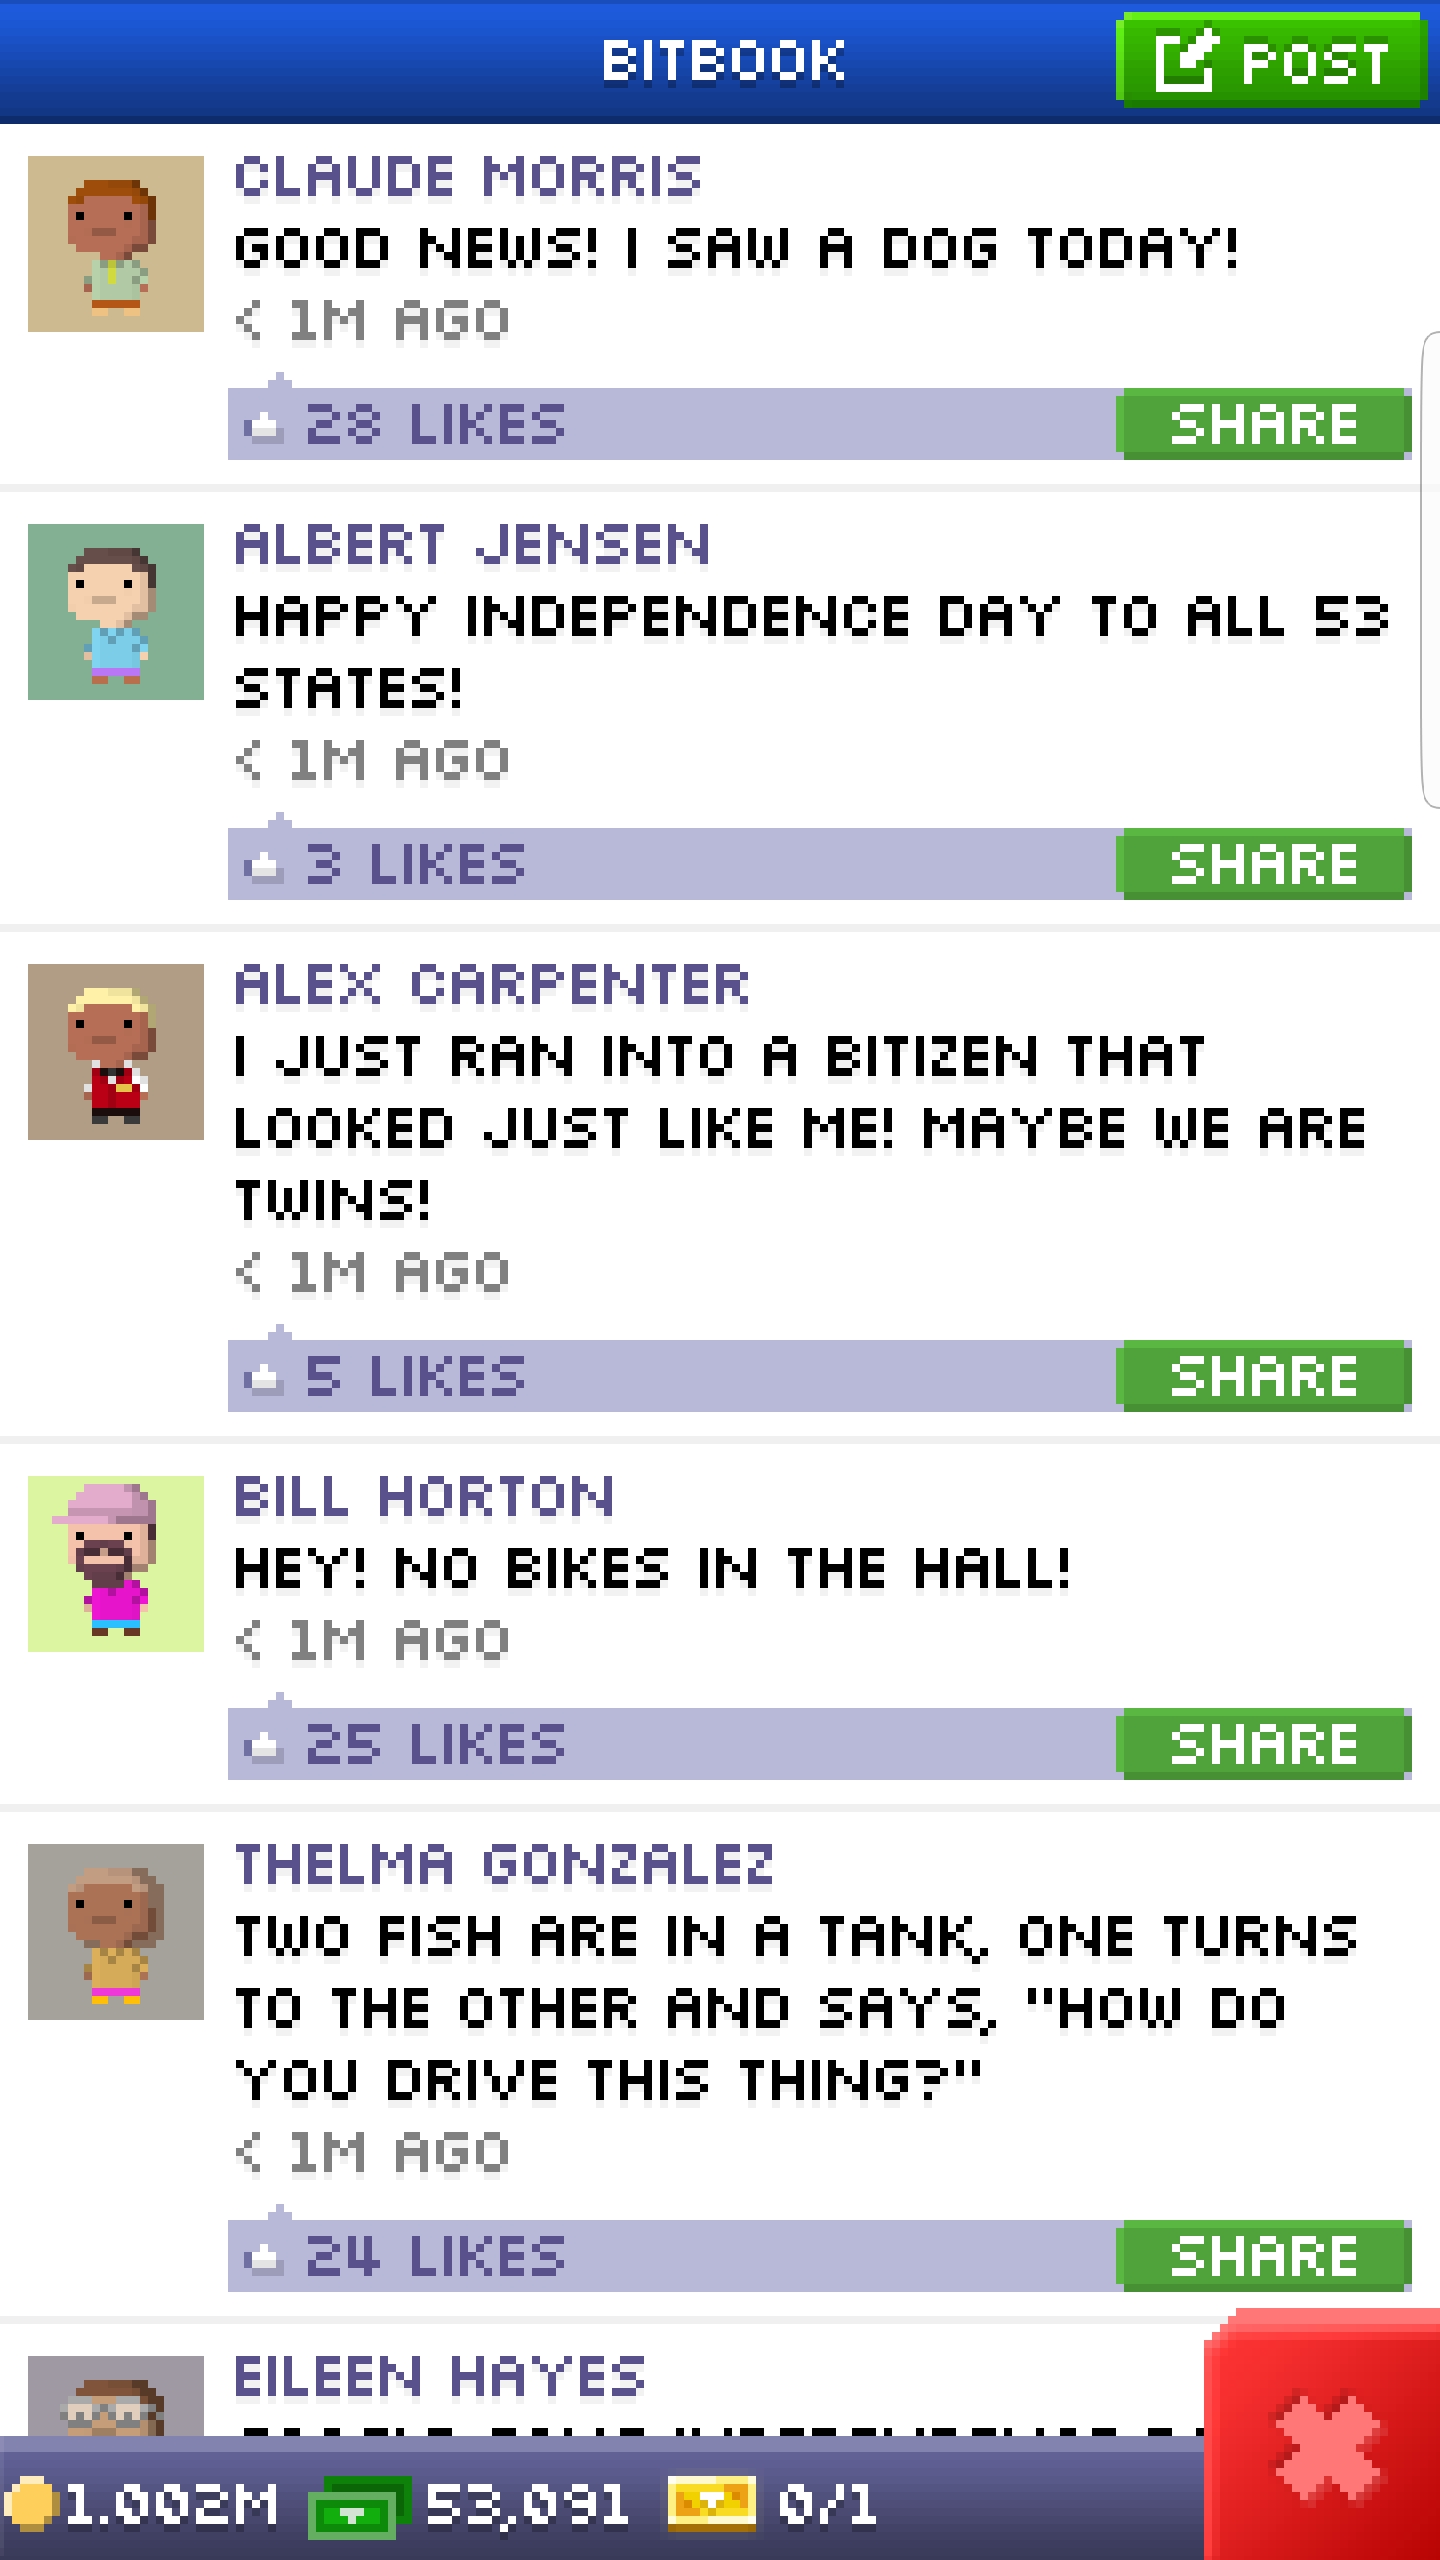 BITBOOK
POST
CLAUDE MORRIS
GOOD NEWS! I SAW A DOG TODAY!
< 1M AGO
28 LIKES
SHARE
ALBERT JENSEN
HAPPY INDEPENDENCE DAY TO ALL 53
STATES!
< 1M AGO
3 LIKES
SHARE
ALEX CARPENTER
I JUST RAN INTO A BITIZEN THAT
LOOKED JUST LIKE ME! MAYBE WE ARE
TWINS!
< 1M AGO
5 LIKES
SHARE
BILL HORTON
HEY! NO BIKES IN THE HALL!
< 1M AGO
25 LIKES
SHARE
THELMA GONZALEZ
TWO FISH ARE IN A TANK, ONE TURNS
TO THE OTHER AND SAYS, "HOW DO
YOU DRIVE THIS THING?"
< 1M AGO
24 LIKES
SHARE
EILEEN HAYES
1.002M
53,091
0/1